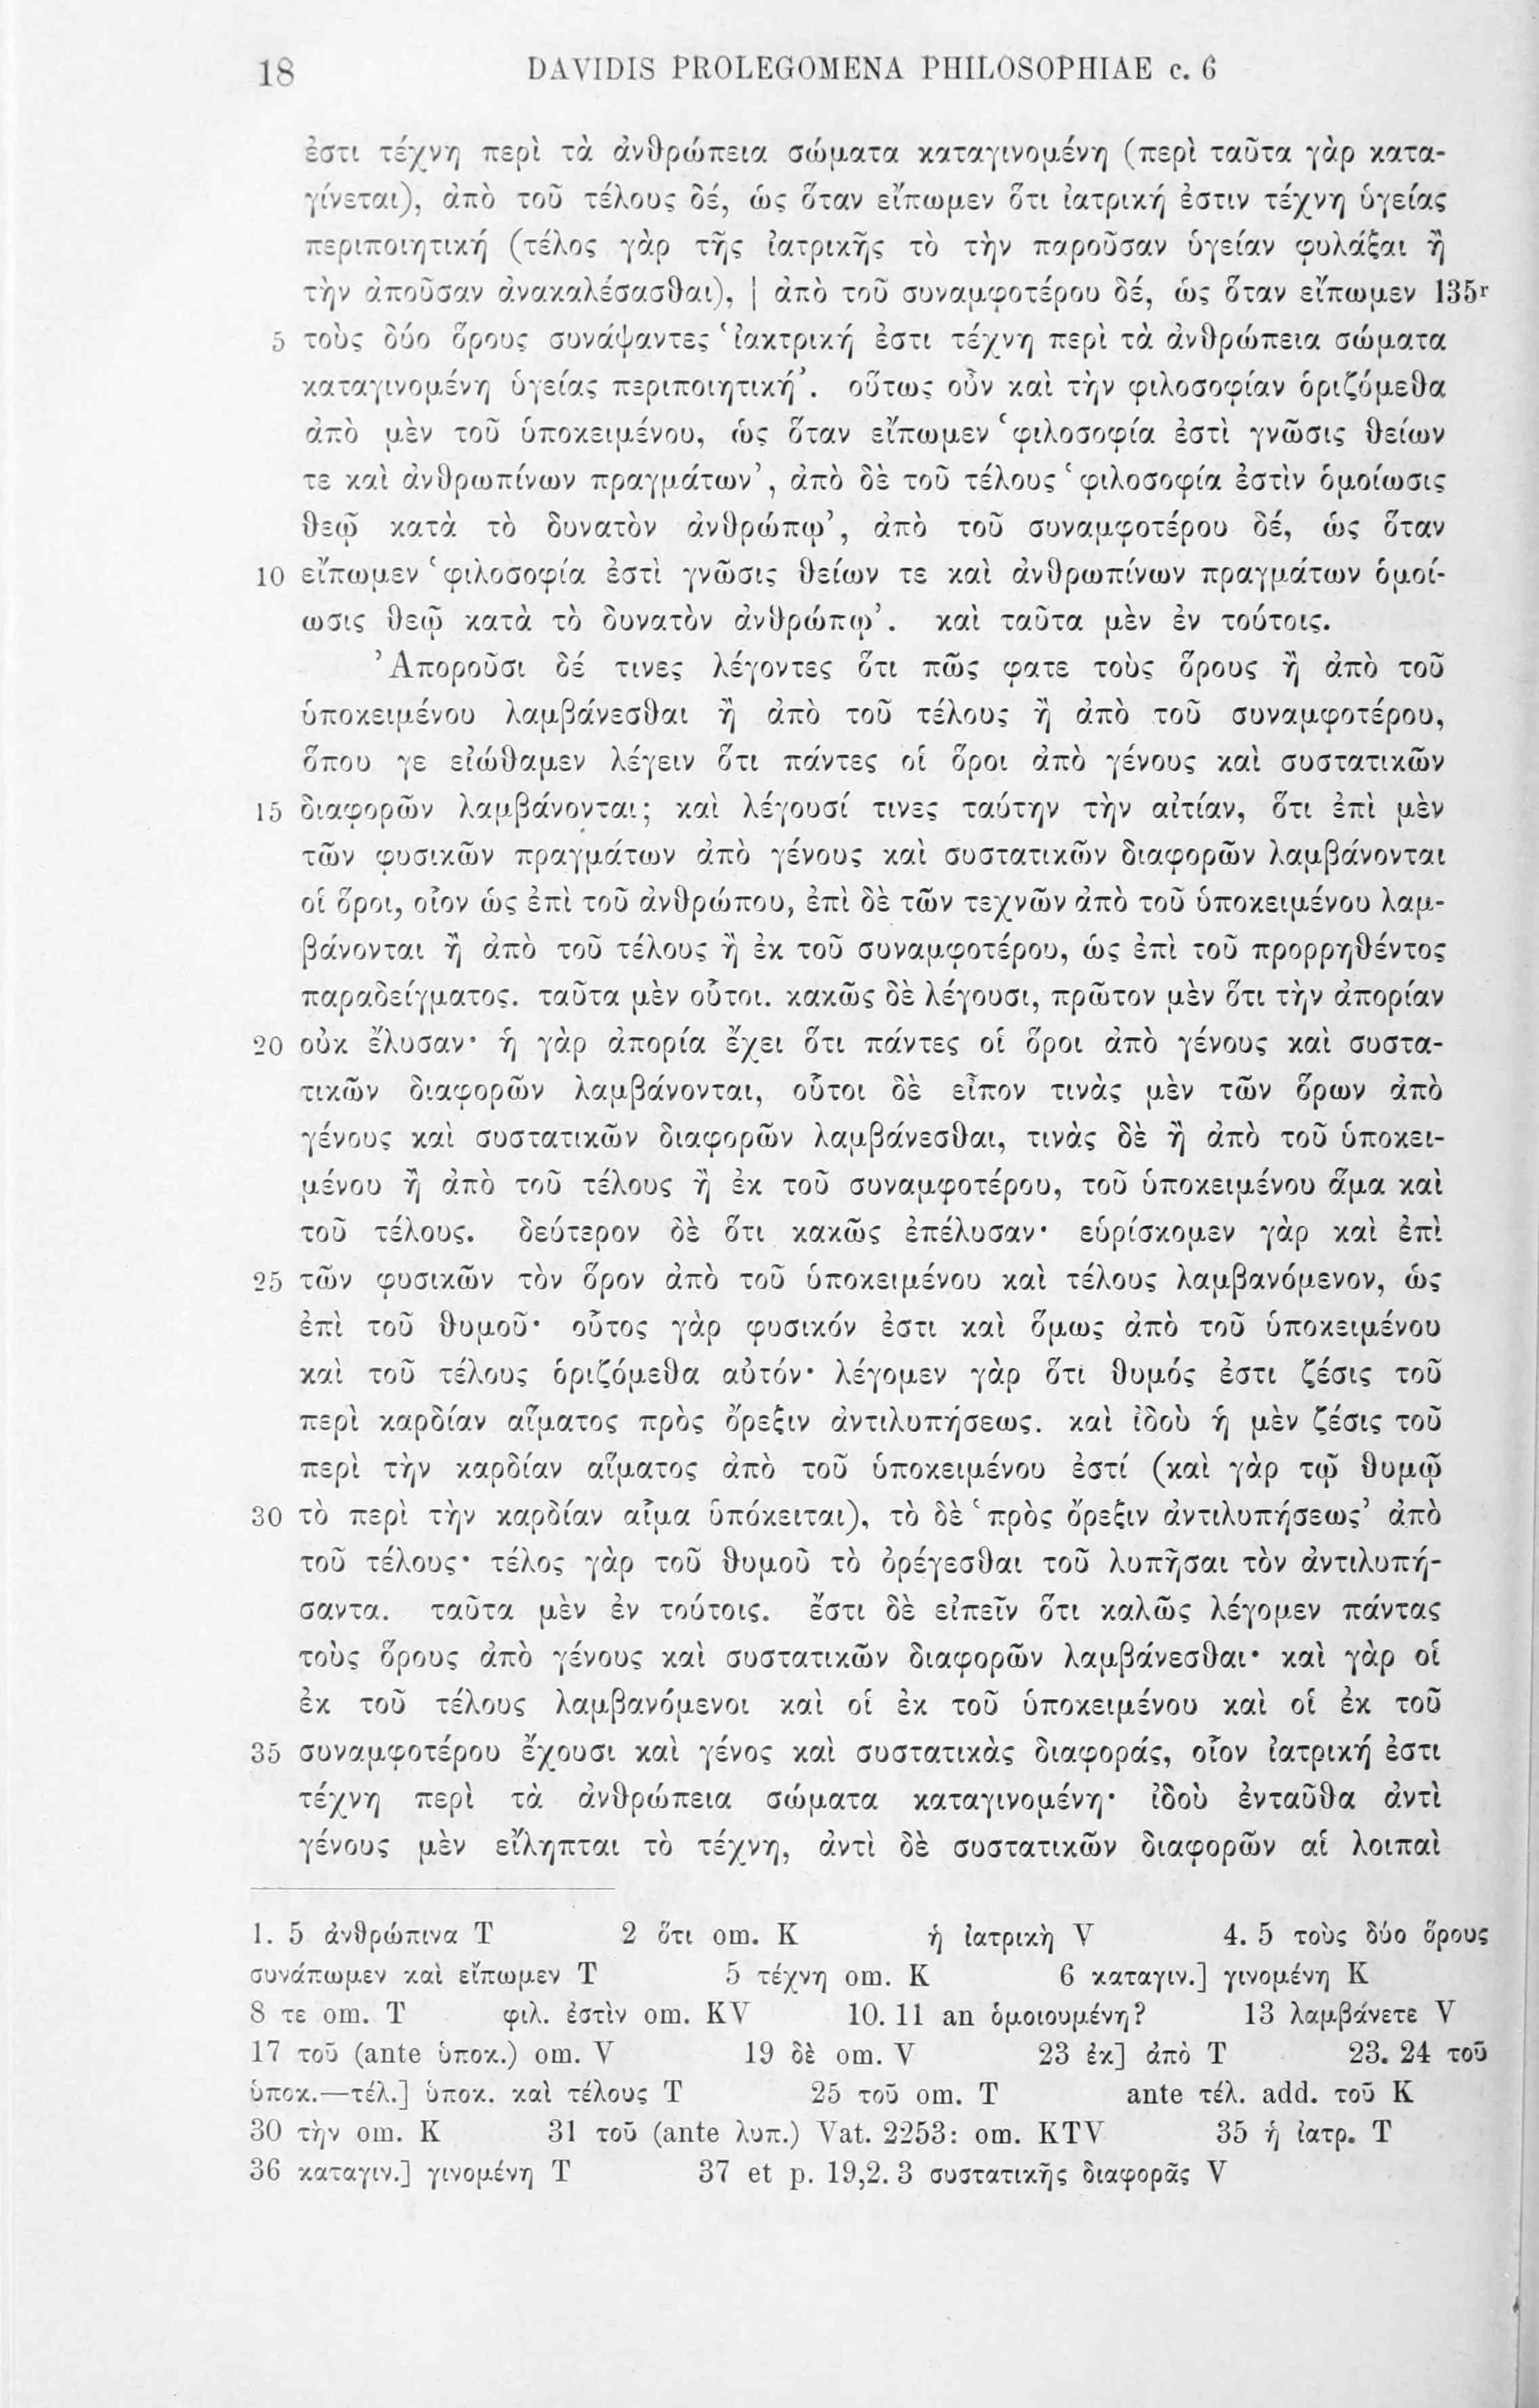 18 DAVIDIS PROLEGOMENA PHILOSOPHIAE c. 6
ἐστι τέχνη περὶ τὰ ἀνθρώπεια σώματα καταγινομένη (περὶ ταῦτα γὰρ κατα-
γίνεται), ἀπὸ τοῦ τέλους δέ, ὡς ὅταν εἴπωμεν ὅτι ἰατρική ἐστιν τέχνη ὑγείας
περιποιητική (τέλος γὰρ τῆς ἰατρικῆς τὸ τὴν παροῦσαν ὑγείαν φυλάξαι ἢ
τὴν ἀποῦσαν ἀνακαλέσασθαι), | ἀπὸ τοῦ συναμφοτέρου δέ, ὡς ὅταν εἴπωμεν 135r
5 τοὺς δύο ὅρους συνάψαντες ‘ἰακτρική ἐστι τέχνη περὶ τὰ ἀνθρώπεια σώματα
καταγινομένη ὑγείας περιποιητική’. οὕτως οὖν καὶ τὴν φιλοσοφίαν ὁριζόμεθα
ἀπὸ μὲν τοῦ ὑποκειμένου, ὡς ὅταν εἴπωμεν ‘φιλοσοφία ἐστὶ γνῶσις θείων
τε καὶ ἀνθρωπίνων πραγμάτων’, ἀπὸ δὲ τοῦ τέλους ‘φιλοσοφία ἐστὶν ὁμοίωσις
θεῷ κατὰ τὸ δυνατὸν ἀνθρώπῳ’, ἀπὸ τοῦ συναμφοτέρου δέ, ὡς ὅταν
10 εἴπωμεν ‘φιλοσοφία ἐστὶ γνῶσις θείων τε καὶ ἀνθρωπίνων πραγμάτων ὁμοί-
ωσις θεῷ κατὰ τὸ δυνατὸν ἀνθρώπῳ’. καὶ ταῦτα μὲν ἐν τούτοις.
Ἀποροῦσι δέ τινες λέγοντες ὅτι πῶς φατε τοὺς ὅρους ἢ ἀπὸ τοῦ
ὑποκειμένου λαμβάνεσθαι ἢ ἀπὸ τοῦ τέλους ἢ ἀπὸ τοῦ συναμφοτέρου,
ὅπου γε εἰώθαμεν λέγειν ὅτι πάντες οἱ ὅροι ἀπὸ γένους καὶ συστατικῶν
15 διαφορῶν λαμβάνονται; καὶ λέγουσί τινες ταύτην τὴν αἰτίαν, ὅτι ἐπὶ μὲν
τῶν φυσικῶν πραγμάτων ἀπὸ γένους καὶ συστατικῶν διαφορῶν λαμβάνονται
οἱ ὅροι, οἷον ὡς ἐπὶ τοῦ ἀνθρώπου, ἐπὶ δὲ τῶν τεχνῶν ἀπὸ τοῦ ὑποκειμένου λαμ-
βάνονται ἢ ἀπὸ τοῦ τέλους ἢ ἐκ τοῦ συναμφοτέρου, ὡς ἐπὶ τοῦ προρρηθέντος
παραδείγματος. ταῦτα μὲν οὗτοι. κακῶς δὲ λέγουσι, πρῶτον μὲν ὅτι τὴν ἀπορίαν
20 οὐκ ἔλυσαν· ἡ γὰρ ἀπορία ἔχει ὅτι πάντες οἱ ὅροι ἀπὸ γένους καὶ συστα-
τικῶν διαφορῶν λαμβάνονται, οὗτοι δὲ εἶπον τινὰς μὲν τῶν ὅρων ἀπὸ
γένους καὶ συστατικῶν διαφορῶν λαμβάνεσθαι, τινὰς δὲ ἢ ἀπὸ τοῦ ὑποκει-
μένου ἢ ἀπὸ τοῦ τέλους ἢ ἐκ τοῦ συναμφοτέρου, τοῦ ὑποκειμένου ἅμα καὶ
τοῦ τέλους. δεύτερον δὲ ὅτι κακῶς ἐπέλυσαν· εὑρίσκομεν γὰρ καὶ ἐπὶ
25 τῶν φυσικῶν τὸν ὅρον ἀπὸ τοῦ ὑποκειμένου καὶ τέλους λαμβανόμενον, ὡς
ἐπὶ τοῦ θυμοῦ· οὗτος γὰρ φυσικόν ἐστι καὶ ὅμως ἀπὸ τοῦ ὑποκειμένου
καὶ τοῦ τέλους ὁριζόμεθα αὐτόν· λέγομεν γὰρ ὅτι θυμός ἐστι ζέσις τοῦ
περὶ καρδίαν αἵματος πρὸς ὄρεξιν ἀντιλυπήσεως. καὶ ἰδοὺ ἡ μὲν ζέσις τοῦ
περὶ τὴν καρδίαν αἵματος ἀπὸ τοῦ ὑποκειμένου ἐστί (καὶ γὰρ τῷ θυμῷ
30 τὸ περὶ τὴν καρδίαν αἷμα ὑπόκειται), τὸ δὲ ‘πρὸς ὄρεξιν ἀντιλυπήσεως’ ἀπὸ
τοῦ τέλους· τέλος γὰρ τοῦ θυμοῦ τὸ ὀρέγεσθαι τοῦ λυπῆσαι τὸν ἀντιλυπή-
σαντα. ταῦτα μὲν ἐν τούτοις. ἔστι δὲ εἰπεῖν ὅτι καλῶς λέγομεν πάντας
τοὺς ὅρους ἀπὸ γένους καὶ συστατικῶν διαφορῶν λαμβάνεσθαι· καὶ γὰρ οἱ
ἐκ τοῦ τέλους λαμβανόμενοι καὶ οἱ ἐκ τοῦ ὑποκειμένου καὶ οἱ ἐκ τοῦ
35 συναμφοτέρου ἔχουσι καὶ γένος καὶ συστατικὰς διαφοράς, οἷον ἰατρική ἐστι
τέχνη περὶ τὰ ἀνθρώπεια σώματα καταγινομένη· ἰδοὺ ἐνταῦθα ἀντὶ
γένους μὲν εἴληπται τὸ τέχνη, ἀντὶ δὲ συστατικῶν διαφορῶν αἱ λοιπαὶ
1. 5 ἀνθρώπινα T 2 ὅτι om. K ἡ ἰατρικὴ V 4. 5 τοὺς δύο ὅρους
συνάπωμεν καὶ εἴπωμεν T 5 τέχνη om. K 6 καταγιν.] γινομένη K
8 τε om. T φιλ. ἐστὶν om. KV 10. 11 an ὁμοιουμένη? 13 λαμβάνετε V
17 τοῦ (ante ὑποκ.) om. V 19 δὲ om. V 23 ἐκ] ἀπὸ T 23. 24 τοῦ
ὑποκ.—τέλ.] ὑποκ. καὶ τέλους T 25 τοῦ om. T ante τέλ. add. τοῦ K
30 τὴν om. K 31 τοῦ (ante λυπ.) Vat. 2253: om. KTV 35 ἡ ἰατρ. T
36 καταγιν.] γινομένη T 37 et p. 19,2. 3 συστατικῆς διαφορᾶς V